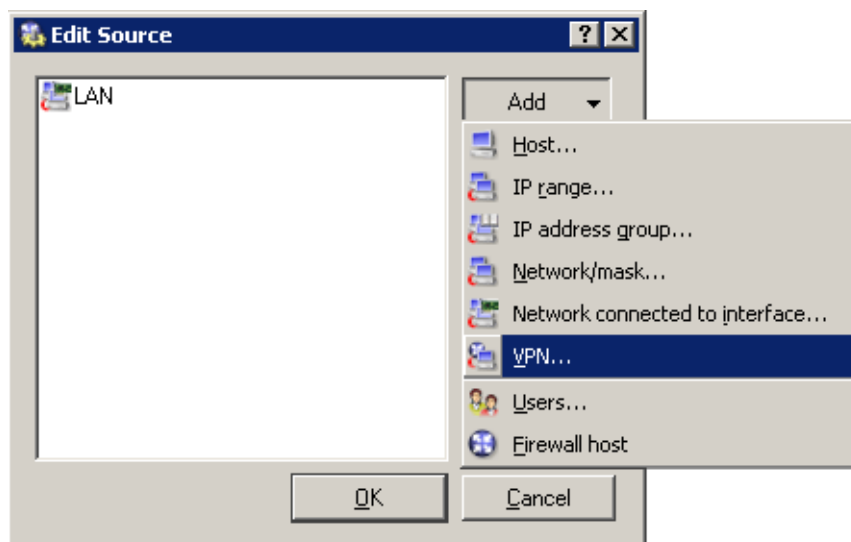 Edit Source
LAN
Add
Host...
IP range...
IP address group...
Network/mask...
Network connected to interface...
VPN...
Users...
Firewall host
OK
Cancel